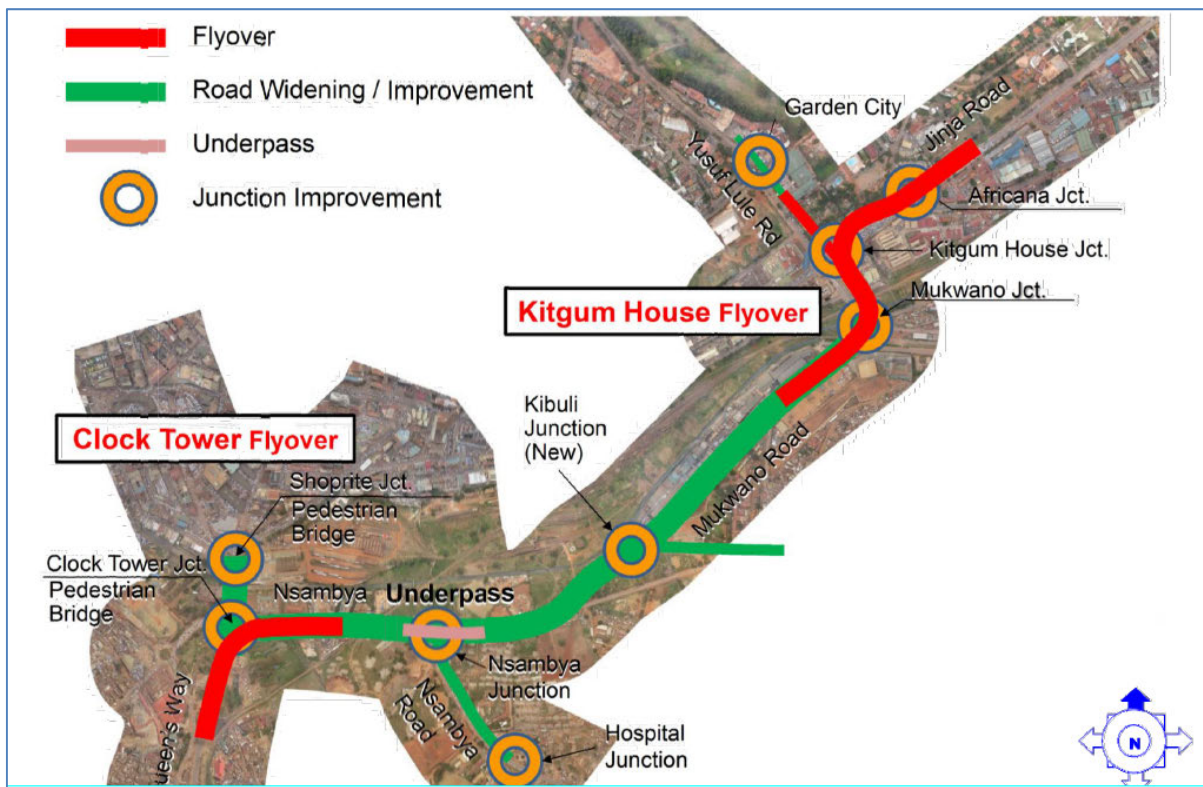 Flyover
Road Widening / Improvement
Underpass
Junction Improvement
Garden City
Yusuf Lule Rd
Jinja Road
Africana Jct.
Kitgum House Jct.
Mukwano Jct.
Kitgum House Flyover
Kibuli
Junction
(New)
Mukwano Road
Clock Tower Flyover
Shoprite Jct.
Pedestrian
Bridge
Clock Tower Jct.
Pedestrian
Bridge
Nsambya
Underpass
Nsambya
Junction
Nsambya
Road
Hospital
Junction
ueen's Way
N